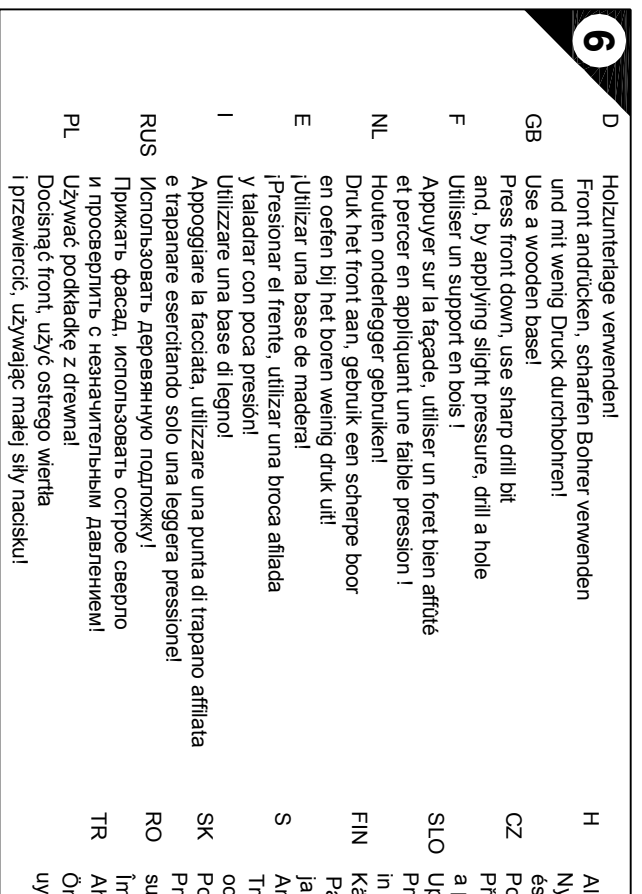 6
D Holzunterlage verwenden!
Front andrücken, scharfen Bohrer verwenden
und mit wenig Druck durchbohren!
GB Use a wooden base!
Press front down, use sharp drill bit
and, by applying slight pressure, drill a hole
F Utiliser un support en bois !
Appuyer sur la façade, utiliser un foret bien affûté
et percer en appliquant une faible pression !
NL Houten onderlegger gebruiken!
Druk het front aan, gebruik een scherpe boor
en oefen bij het boren weinig druk uit!
E ¡Utilizar una base de madera!
¡Presionar el frente, utilizar una broca afilada
y taladrar con poca presión!
I Utilizzare una base di legno!
Appoggiare la facciata, utilizzare una punta di trapano affilata
e trapanare esercitando solo una leggera pressione!
RUS Использовать деревянную подложку!
Прижать фасад, использовать острое сверло
и просверлить с незначительным давлением!
PL Używać podkładkę z drewna!
Docisnąć front, użyć ostrego wiertła
i przewiercić, używając małej siły nacisku!
H
CZ
SLO
FIN
S
SK
RO
TR